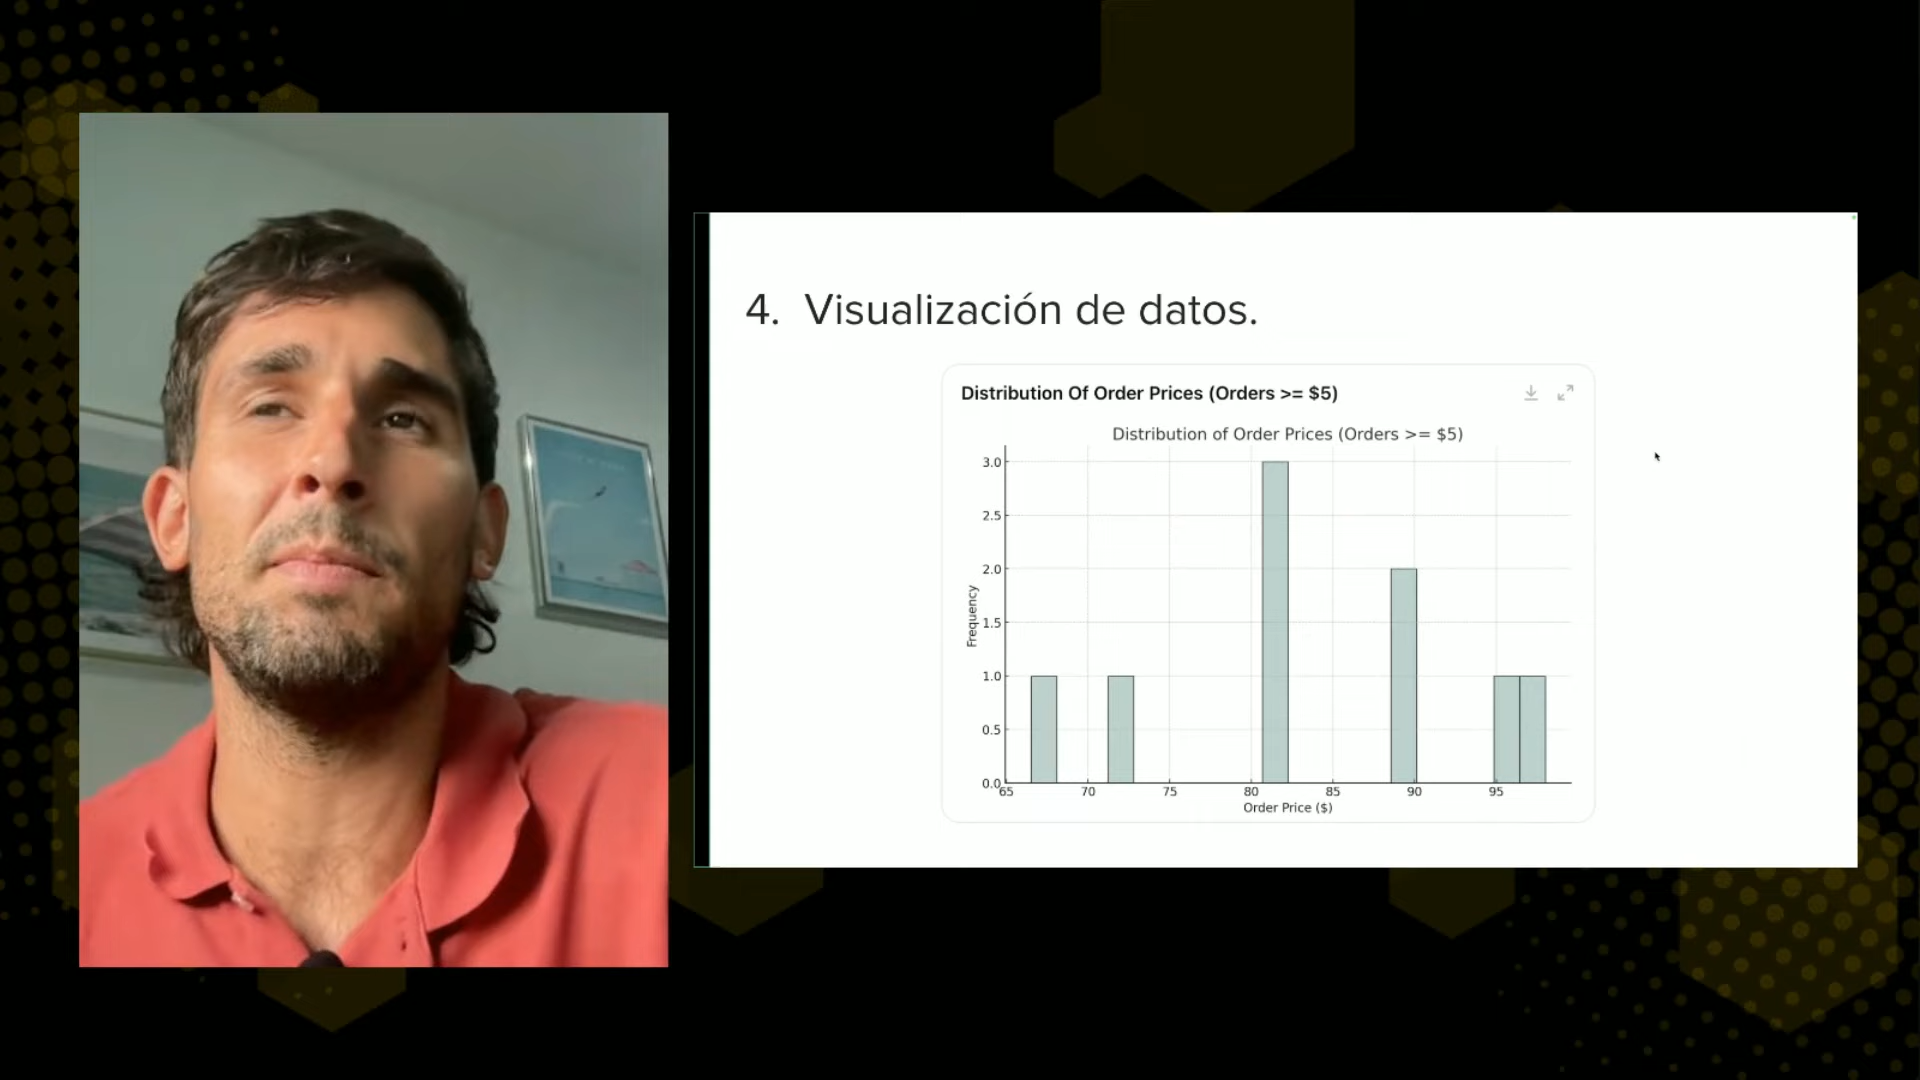 4. Visualización de datos.
Distribution Of Order Prices (Orders >= $5)
Distribution of Order Prices (Orders >= $5)
3.0
2.5
2.0
1.5
1.0
0.5
0.0
Frequency
65 70 75 80 85 90 95
Order Price ($)